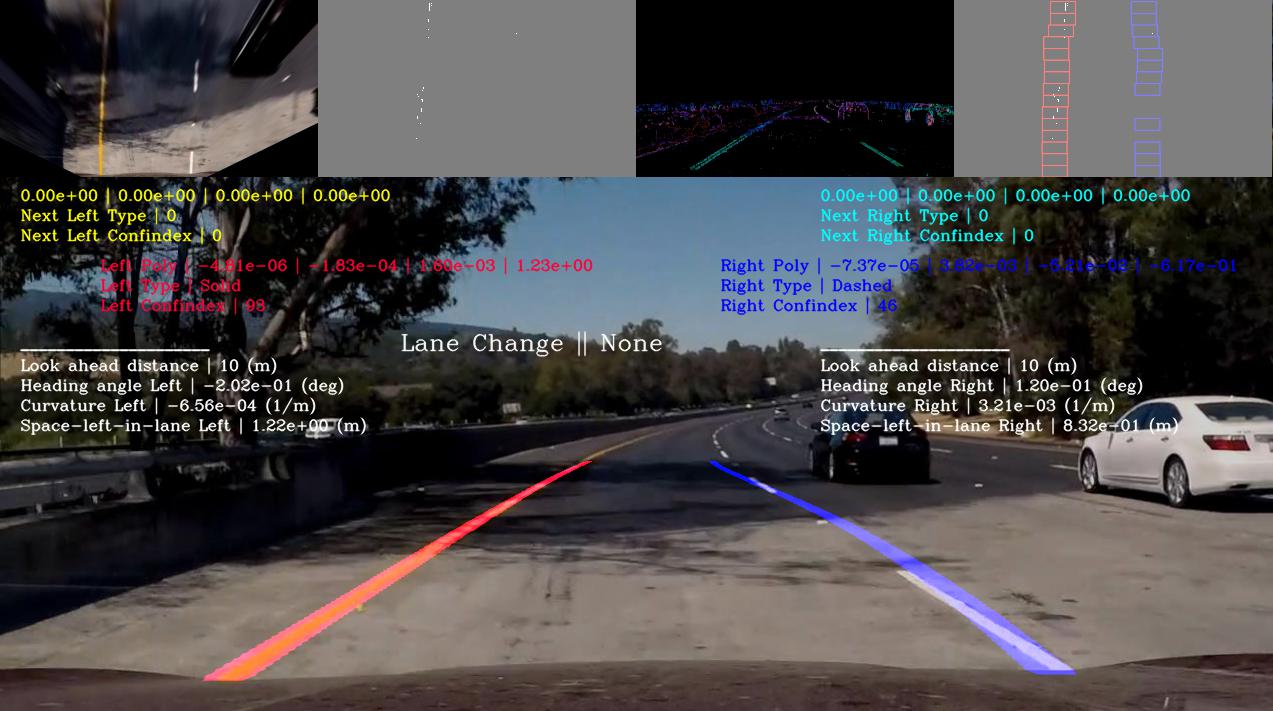 0.00e+00 | 0.00e+00 | 0.00e+00 | 0.00e+00
Next Left Type | 0
Next Left Confindex | 0
Left Poly | −4.81e−06 | −1.83e−04 | 1.60e−03 | 1.23e+00
Left Type | Solid
Left Confindex | 98
0.00e+00 | 0.00e+00 | 0.00e+00 | 0.00e+00
Next Right Type | 0
Next Right Confindex | 0
Right Poly | −7.37e−05 | 3.82e−03 | −5.21e−02 | −6.17e−01
Right Type | Dashed
Right Confindex | 46
Lane Change || None
Look ahead distance | 10 (m)
Heading angle Left | −2.02e−01 (deg)
Curvature Left | −6.56e−04 (1/m)
Space−left−in−lane Left | 1.22e+00 (m)
Look ahead distance | 10 (m)
Heading angle Right | 1.20e−01 (deg)
Curvature Right | 3.21e−03 (1/m)
Space−left−in−lane Right | 8.32e−01 (m)